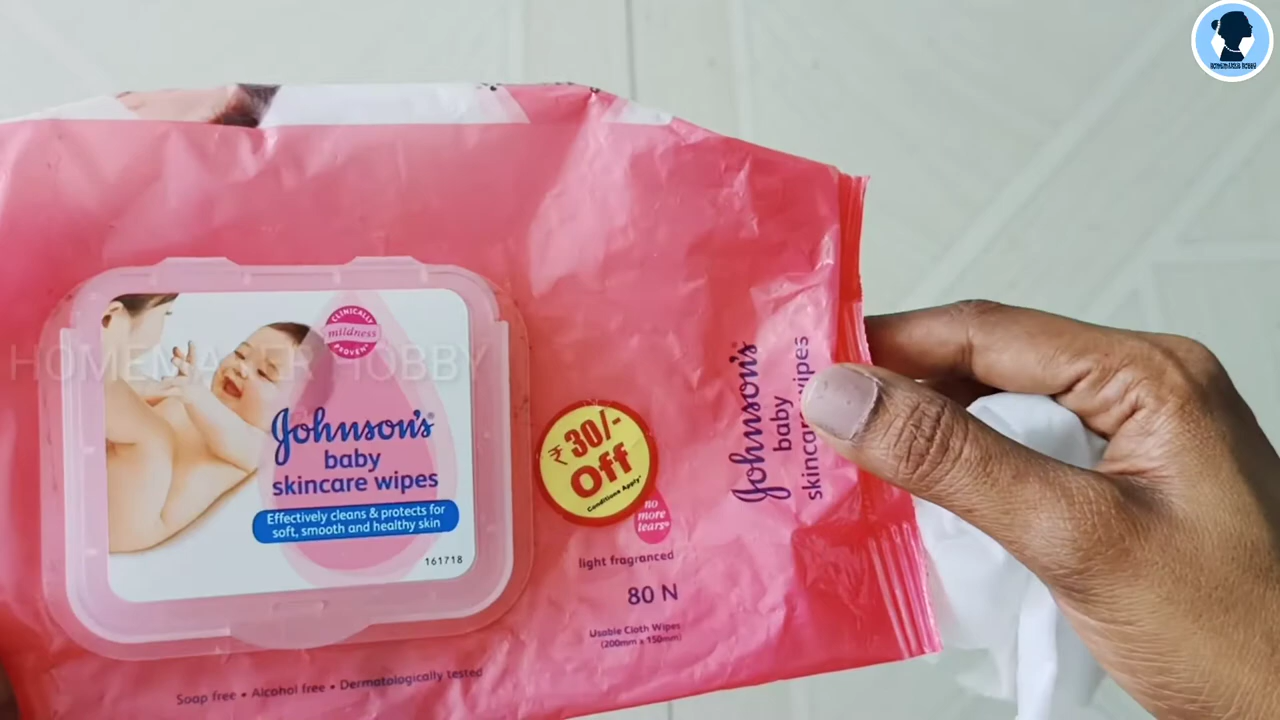 HOMEMAKER HOBBY
HOMEMAKER HOBBY
CLINICALLY
mildness
PROVEN*
Johnson's®
baby
skincare wipes
Effectively cleans & protects for
soft, smooth and healthy skin
161718
₹ 30/-
Off
Conditions Apply*
no
more
tears®
light fragranced
80 N
Usable Cloth Wipes
(200mm x 150mm)
Johnson's®
baby
skincare wipes
Soap free • Alcohol free • Dermatologically tested